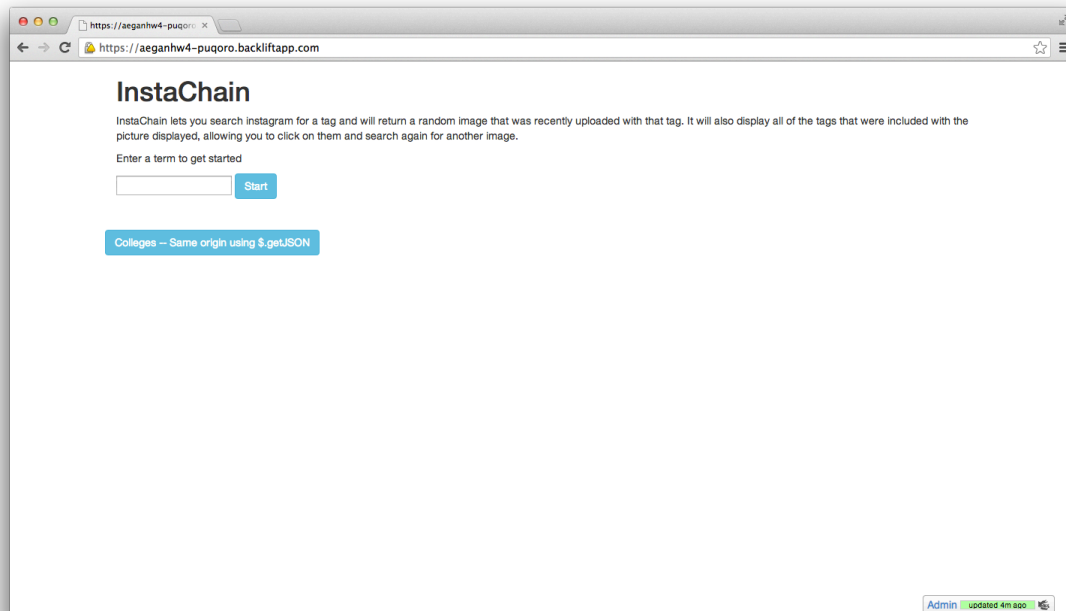 https://aeganhw4-puqoro
https://aeganhw4-puqoro.backliftapp.com
InstaChain
InstaChain lets you search instagram for a tag and will return a random image that was recently uploaded with that tag. It will also display all of the tags that were included with the
picture displayed, allowing you to click on them and search again for another image.
Enter a term to get started
Start
Colleges -- Same origin using $.getJSON
Admin updated 4m ago